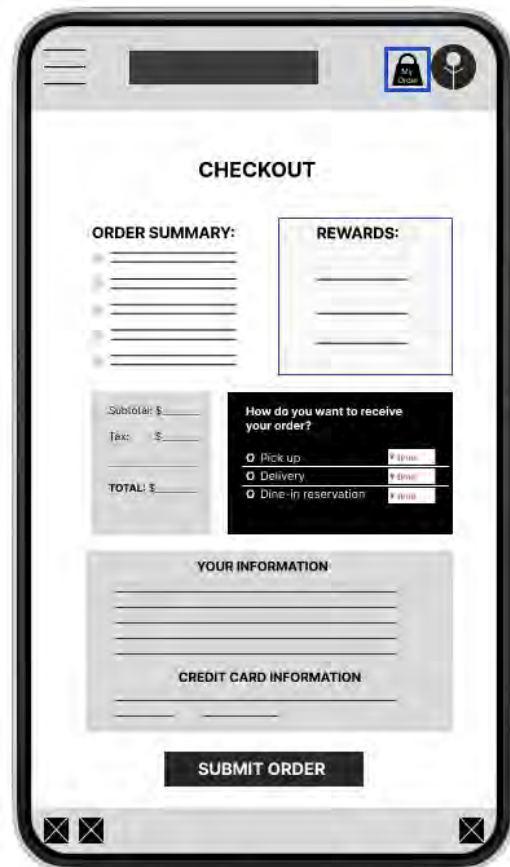 My
Order
CHECKOUT
ORDER SUMMARY:
REWARDS:
Subtotal: $
Tax: $
TOTAL: $
How do you want to receive
your order?
O Pick up
O Delivery
O Dine-in reservation
YOUR INFORMATION
CREDIT CARD INFORMATION
SUBMIT ORDER